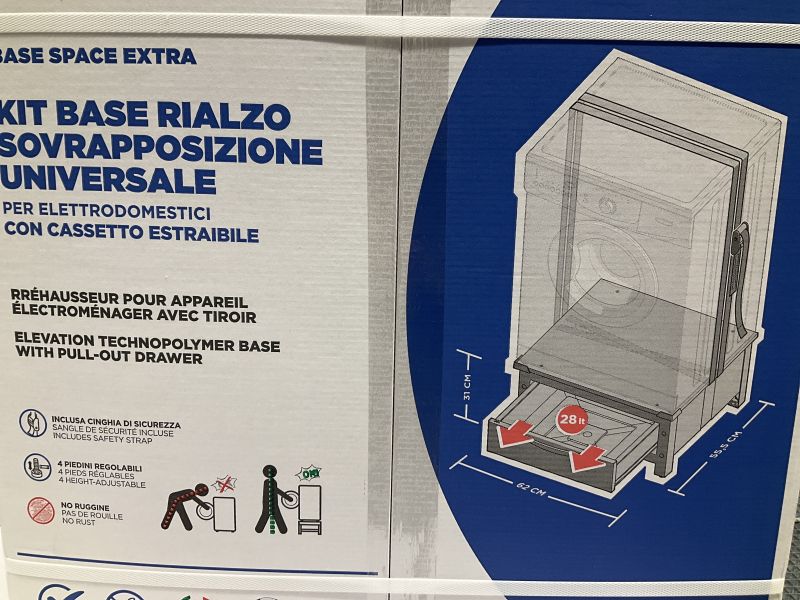 BASE SPACE EXTRA
KIT BASE RIALZO
SOVRAPPOSIZIONE
UNIVERSALE
PER ELETTRODOMESTICI
CON CASSETTO ESTRAIBILE
RRÉHAUSSEUR POUR APPAREIL
ÉLECTROMÉNAGER AVEC TIROIR
ELEVATION TECHNOPOLYMER BASE
WITH PULL-OUT DRAWER
INCLUSA CINGHIA DI SICUREZZA
SANGLE DE SÉCURITÉ INCLUSE
INCLUDES SAFETY STRAP
4 PIEDINI REGOLABILI
4 PIEDS RÉGLABLES
4 HEIGHT-ADJUSTABLE
NO RUGGINE
PAS DE ROUILLE
NO RUST
OK!
31 CM
28 lt
62 CM
55,5 CM